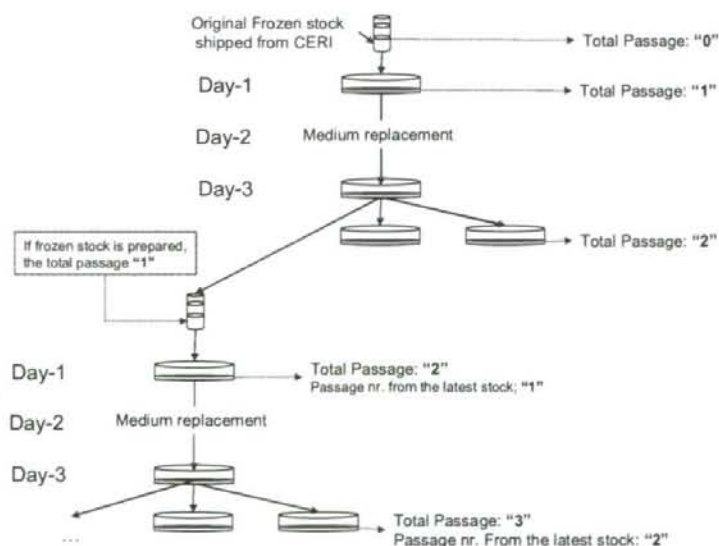 Original Frozen stock
shipped from CERI
Total Passage: “0”
Day-1
Total Passage: “1”
Day-2
Medium replacement
Day-3
Total Passage: “2”
If frozen stock is prepared,
the total passage “1”
Day-1
Total Passage: “2”
Passage nr. from the latest stock; “1”
Day-2
Medium replacement
Day-3
Total Passage: “3”
Passage nr. From the latest stock: “2”
...